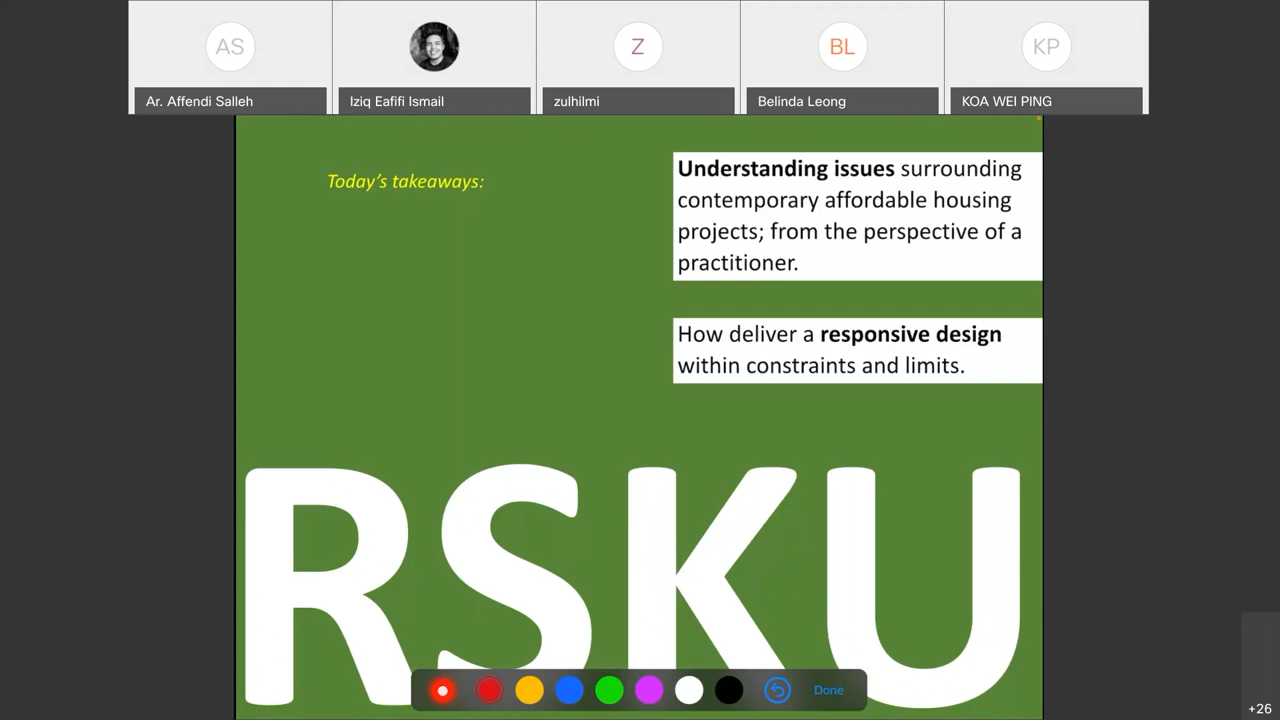 AS
Z
BL
KP
Ar. Affendi Salleh
Iziq Eafifi Ismail
zulhilmi
Belinda Leong
KOA WEI PING
Today's takeaways:
Understanding issues surrounding
contemporary affordable housing
projects; from the perspective of a
practitioner.
How deliver a responsive design
within constraints and limits.
RSKU
Done
+26